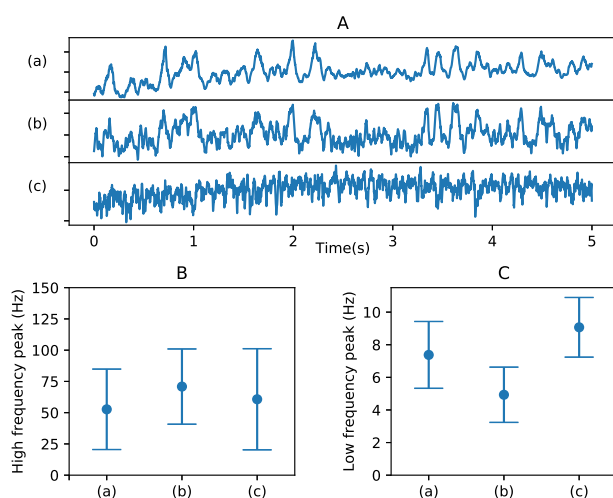 A
(a)
(b)
(c)
0 1 2 3 4 5
Time(s)
B
High frequency peak (Hz)
150
125
100
75
50
25
0
(a) (b) (c)
C
Low frequency peak (Hz)
10
8
6
4
2
0
(a) (b) (c)